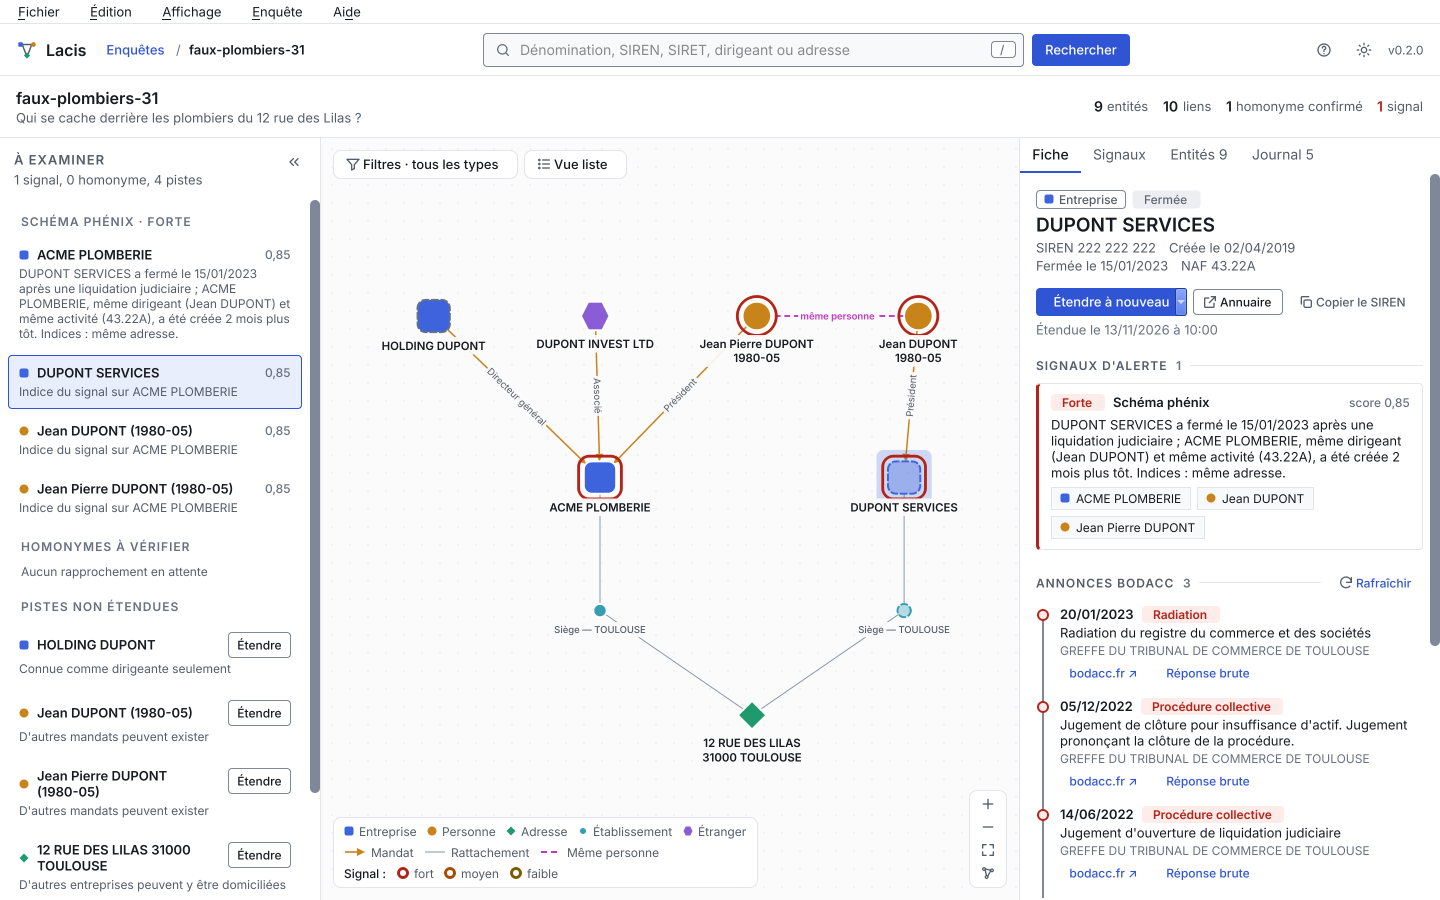 Fichier Édition Affichage Enquête Aide
Lacis Enquêtes / faux-plombiers-31
Dénomination, SIREN, SIRET, dirigeant ou adresse /
Rechercher
v0.2.0
faux-plombiers-31
Qui se cache derrière les plombiers du 12 rue des Lilas ?
9 entités 10 liens 1 homonyme confirmé 1 signal
À EXAMINER
1 signal, 0 homonyme, 4 pistes
SCHÉMA PHÉNIX · FORTE
ACME PLOMBERIE 0,85
DUPONT SERVICES a fermé le 15/01/2023
après une liquidation judiciaire ; ACME
PLOMBERIE, même dirigeant (Jean DUPONT) et
même activité (43.22A), a été créée 2 mois plus
tôt. Indices : même adresse.
DUPONT SERVICES 0,85
Indice du signal sur ACME PLOMBERIE
Jean DUPONT (1980-05) 0,85
Indice du signal sur ACME PLOMBERIE
Jean Pierre DUPONT (1980-05) 0,85
Indice du signal sur ACME PLOMBERIE
HOMONYMES À VÉRIFIER
Aucun rapprochement en attente
PISTES NON ÉTENDUES
HOLDING DUPONT Étendre
Connue comme dirigeante seulement
Jean DUPONT (1980-05) Étendre
D'autres mandats peuvent exister
Jean Pierre DUPONT
(1980-05) Étendre
D'autres mandats peuvent exister
12 RUE DES LILAS 31000
TOULOUSE Étendre
D'autres entreprises peuvent y être domiciliées
Filtres · tous les types
Vue liste
HOLDING DUPONT
DUPONT INVEST LTD
Jean Pierre DUPONT
1980-05
même personne
Jean DUPONT
1980-05
Directeur général
Associé
Président
Président
ACME PLOMBERIE
DUPONT SERVICES
Siège — TOULOUSE
Siège — TOULOUSE
12 RUE DES LILAS
31000 TOULOUSE
Entreprise Personne Adresse Établissement Étranger
Mandat Rattachement Même personne
Signal : fort moyen faible
Fiche Signaux Entités 9 Journal 5
Entreprise Fermée
DUPONT SERVICES
SIREN 222 222 222 Créée le 02/04/2019
Fermée le 15/01/2023 NAF 43.22A
Étendre à nouveau Annuaire Copier le SIREN
Étendue le 13/11/2026 à 10:00
SIGNAUX D'ALERTE 1
Forte Schéma phénix score 0,85
DUPONT SERVICES a fermé le 15/01/2023 après une
liquidation judiciaire ; ACME PLOMBERIE, même dirigeant
(Jean DUPONT) et même activité (43.22A), a été créée 2
mois plus tôt. Indices : même adresse.
ACME PLOMBERIE Jean DUPONT
Jean Pierre DUPONT
ANNONCES BODACC 3 Rafraîchir
20/01/2023 Radiation
Radiation du registre du commerce et des sociétés
GREFFE DU TRIBUNAL DE COMMERCE DE TOULOUSE
bodacc.fr ↗ Réponse brute
05/12/2022 Procédure collective
Jugement de clôture pour insuffisance d'actif. Jugement
prononçant la clôture de la procédure.
GREFFE DU TRIBUNAL DE COMMERCE DE TOULOUSE
bodacc.fr ↗ Réponse brute
14/06/2022 Procédure collective
Jugement d'ouverture de liquidation judiciaire
GREFFE DU TRIBUNAL DE COMMERCE DE TOULOUSE
bodacc.fr ↗ Réponse brute